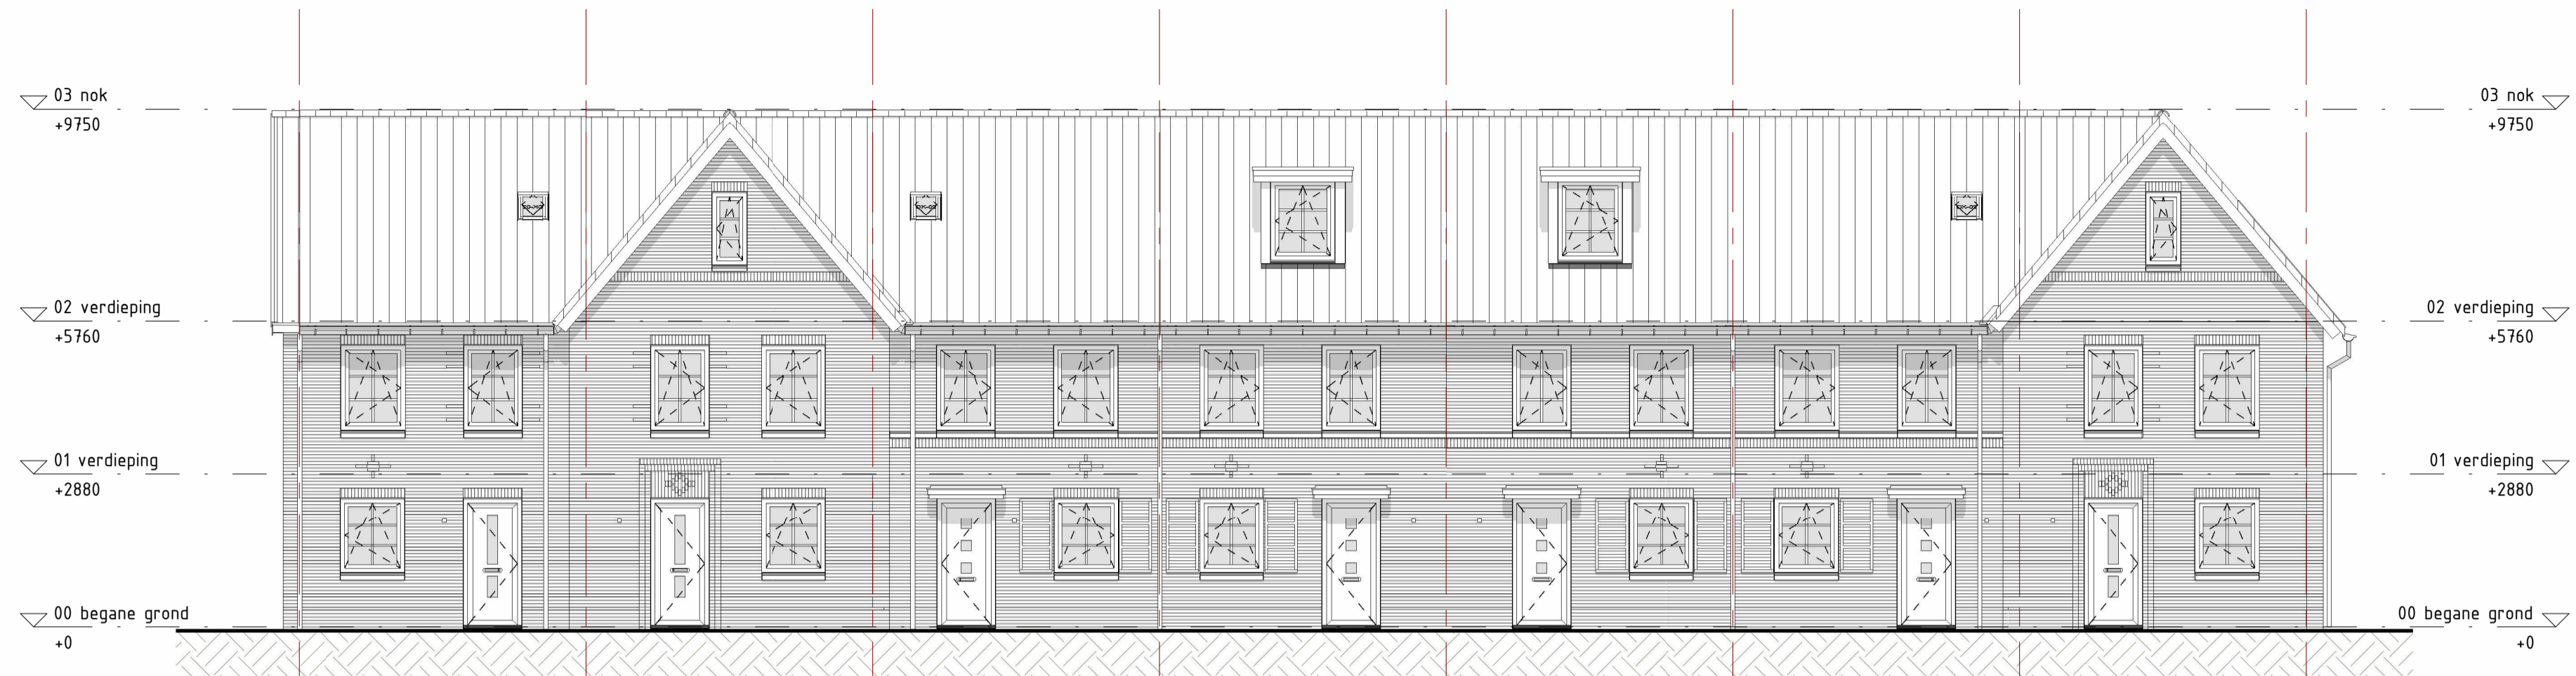 03 nok
+9750
03 nok
+9750
02 verdieping
+5760
02 verdieping
+5760
01 verdieping
+2880
01 verdieping
+2880
00 begane grond
+0
00 begane grond
+0